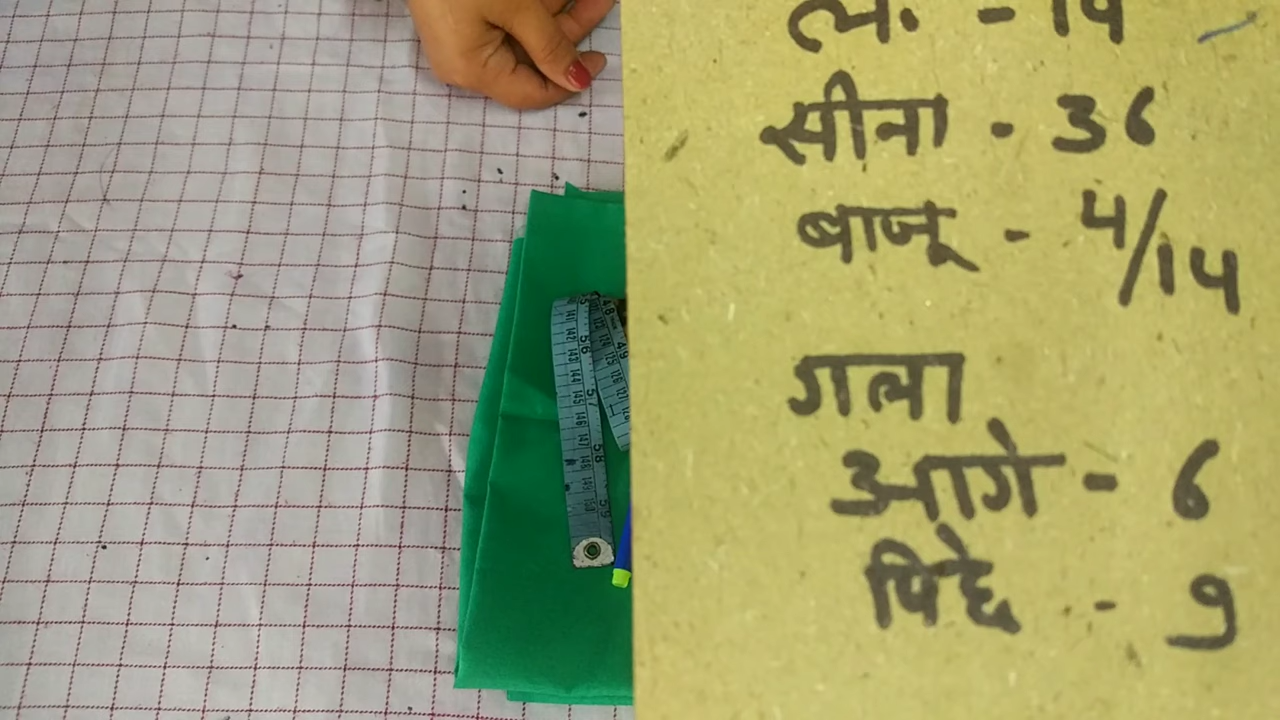 सीना - 36
बाजू - 4/14
गला
आगे - 6
पिछे - 9